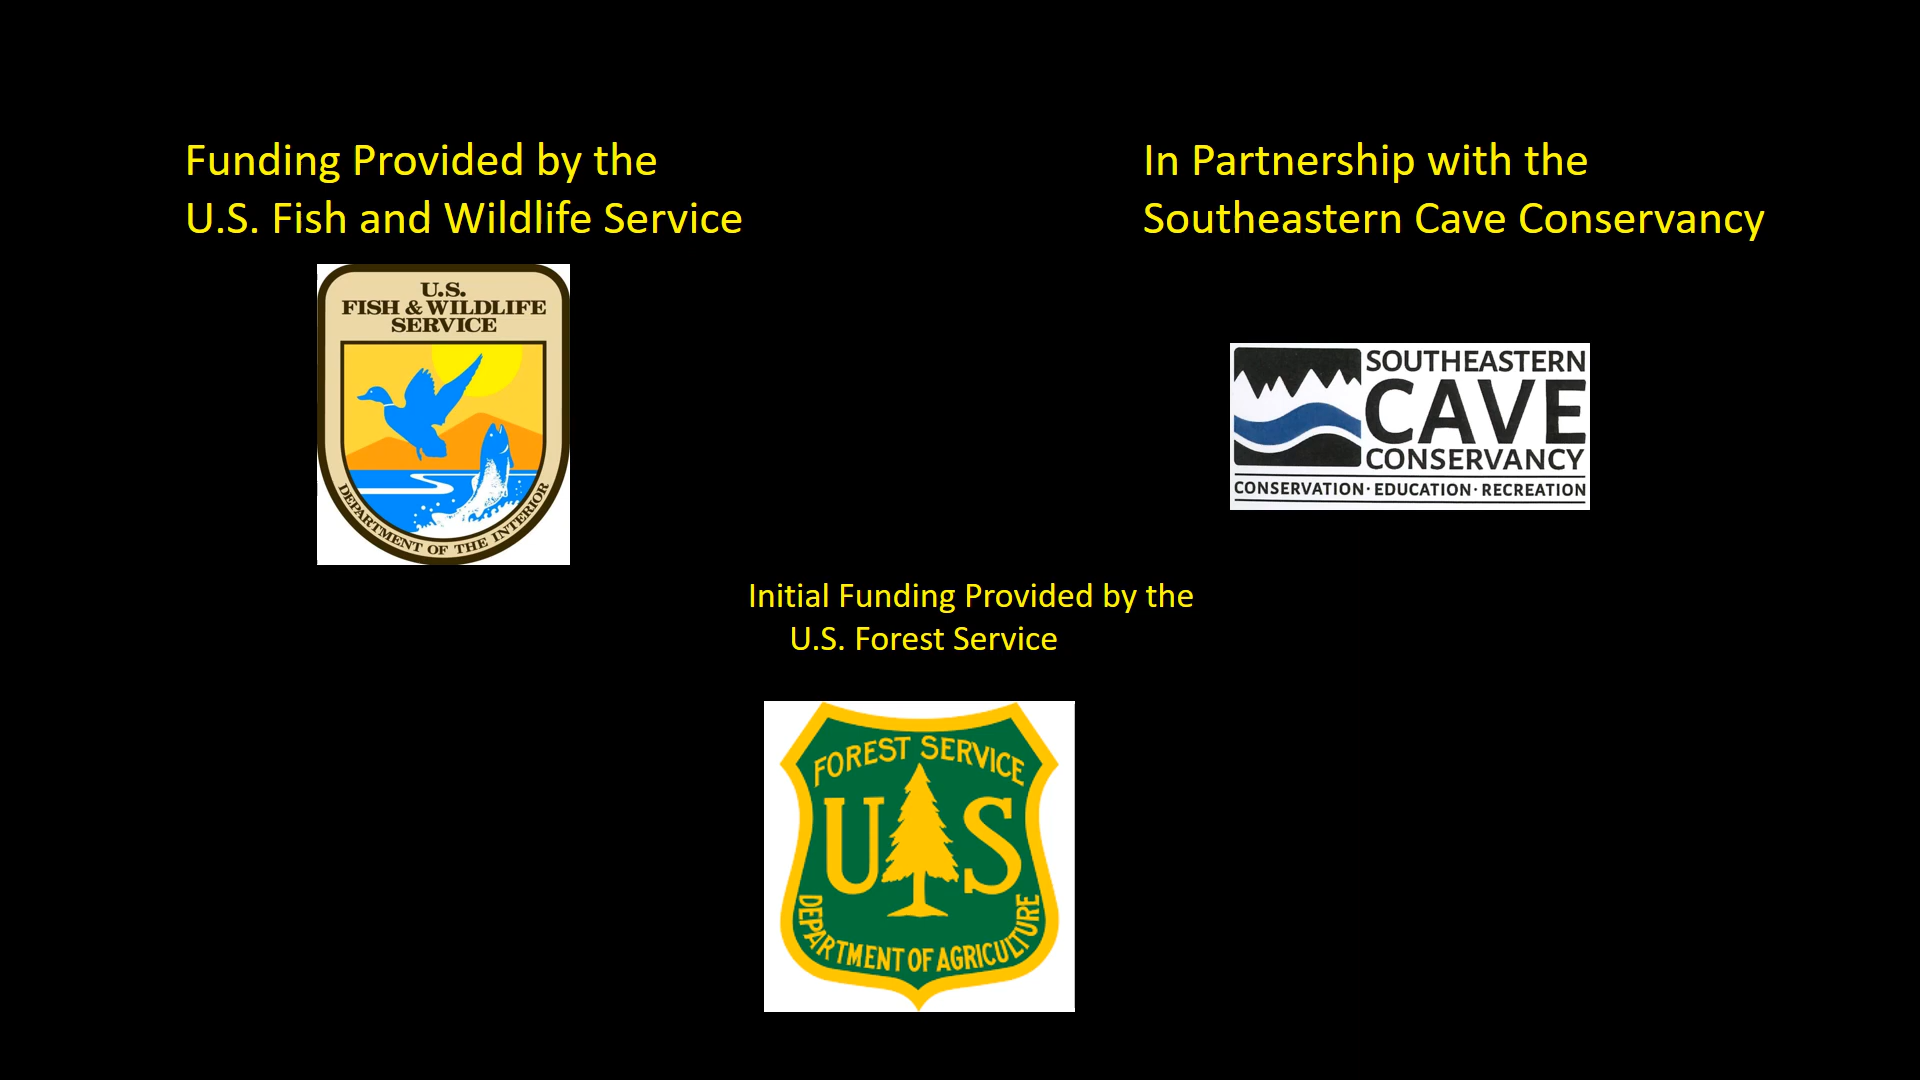 Funding Provided by the
U.S. Fish and Wildlife Service
U.S.
FISH & WILDLIFE
SERVICE
DEPARTMENT OF THE INTERIOR
In Partnership with the
Southeastern Cave Conservancy
SOUTHEASTERN
CAVE
CONSERVANCY
CONSERVATION · EDUCATION · RECREATION
Initial Funding Provided by the
U.S. Forest Service
FOREST SERVICE
U S
DEPARTMENT OF AGRICULTURE